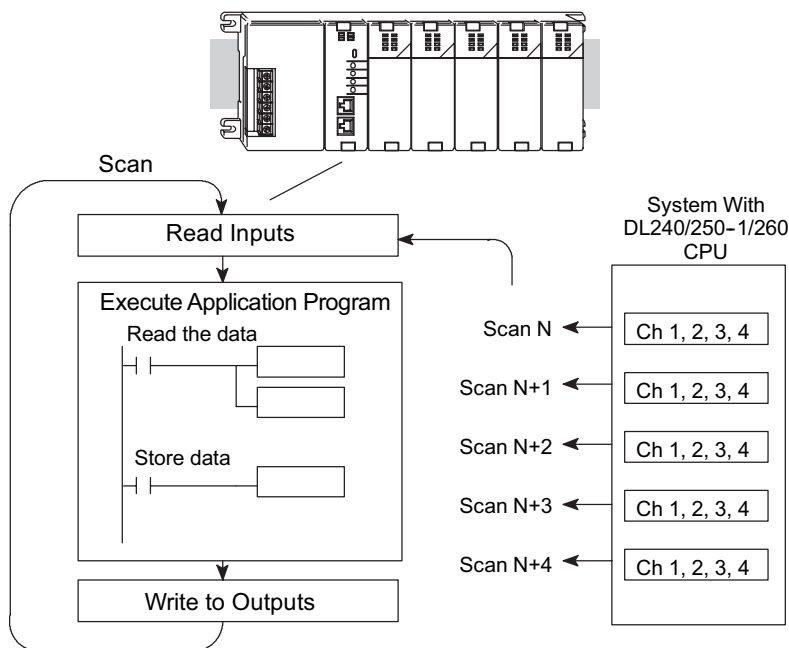 Scan
Read Inputs
Execute Application Program
Read the data
Store data
Write to Outputs
System With
DL240/250-1/260
CPU
Scan N
Ch 1, 2, 3, 4
Scan N+1
Ch 1, 2, 3, 4
Scan N+2
Ch 1, 2, 3, 4
Scan N+3
Ch 1, 2, 3, 4
Scan N+4
Ch 1, 2, 3, 4